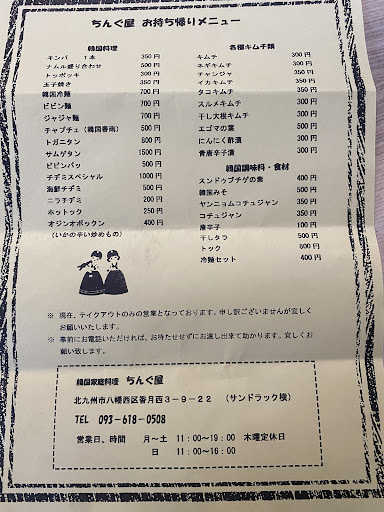 ちんぐ屋 お持ち帰りメニュー
韓国料理
キンパ 1本 350円
ナムル盛り合わせ 500円
トッポッキ 300円
玉子焼き 350円
韓国冷麺 700円
ビビン麺 700円
ジャジャ麺 700円
チャプチェ(韓国春雨) 500円
トガニタン 800円
サムゲタン 1500円
ビビンバッ 500円
チヂミスペシャル 1000円
海鮮チヂミ 500円
ニラチヂミ 200円
ホットック 250円
オジンオポックン 400円
(いかの辛い炒めもの)
各種キムチ類
キムチ 300円
ネギキムチ 300円
チャンジャ 350円
イカキムチ 350円
タコキムチ 350円
スルメキムチ 300円
干し大根キムチ 300円
エゴマの葉 500円
にんにく酢漬 300円
青唐辛子漬 300円
韓国調味料・食材
スンドゥブチゲの素 400円
韓国みそ 500円
ヤンニョムコチュジャン 350円
コチュジャン 350円
唐辛子 100円
干しタラ 500円
トック 800円
冷麺セット 400円
※ 現在、テイクアウトのみの営業となっております。申し訳ございませんが宜しく
お願いいたします。
※ 事前にお電話いただければ、お待たせせずにお渡し出来て助かります。宜しくお
願い致します。
韓国家庭料理 ちんぐ屋
北九州市八幡西区香月西3-9-22 (サンドラック横)
TEL 093-618-0508
営業日、時間 月~土 11:00~19:00 木曜定休日
日 11:00~16:00